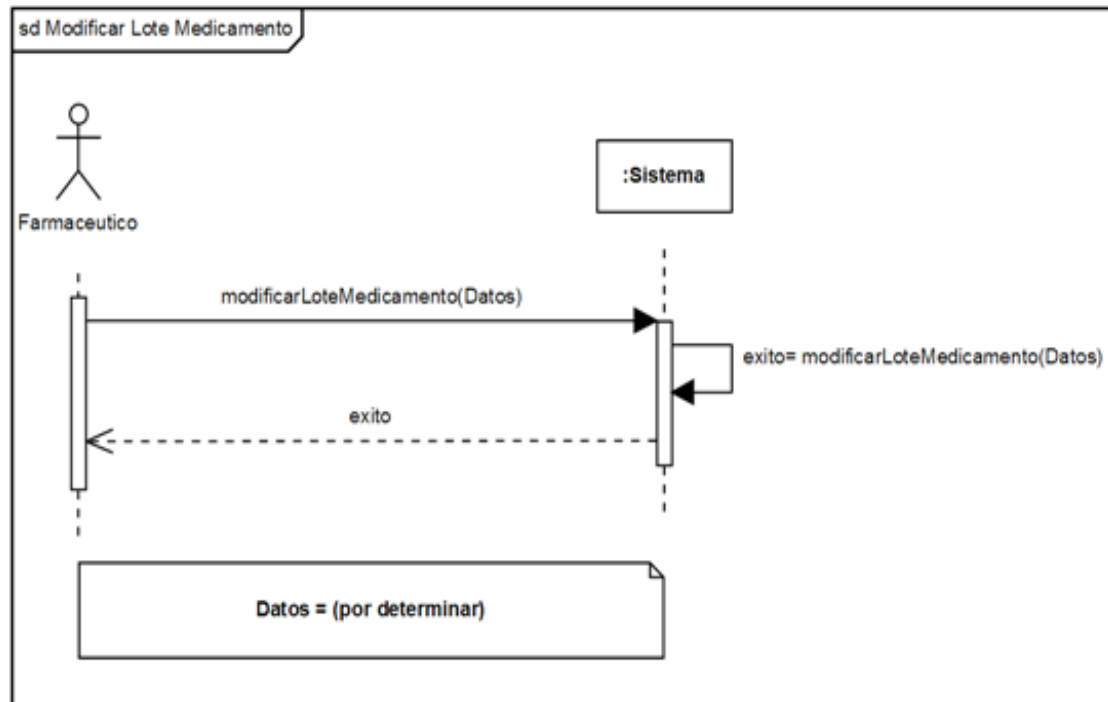 sd Modificar Lote Medicamento
:Sistema
Farmaceutico
modificarLoteMedicamento(Datos)
exito= modificarLoteMedicamento(Datos)
exito
Datos = (por determinar)